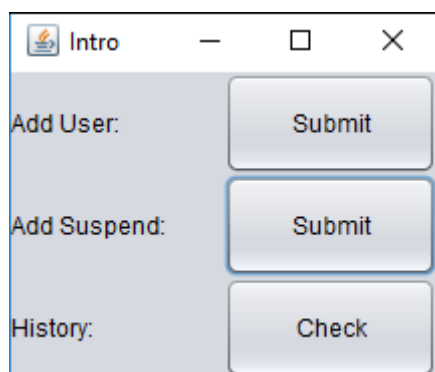 Intro
Add User: Submit
Add Suspend: Submit
History: Check